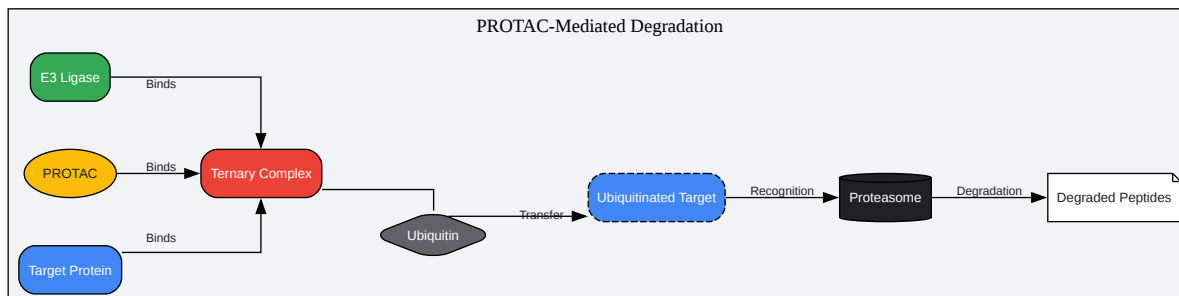 PROTAC-Mediated Degradation
E3 Ligase
Binds
PROTAC
Binds
Ternary Complex
Target Protein
Binds
Ubiquitin
Transfer
Ubiquitinated Target
Recognition
Proteasome
Degradation
Degraded Peptides